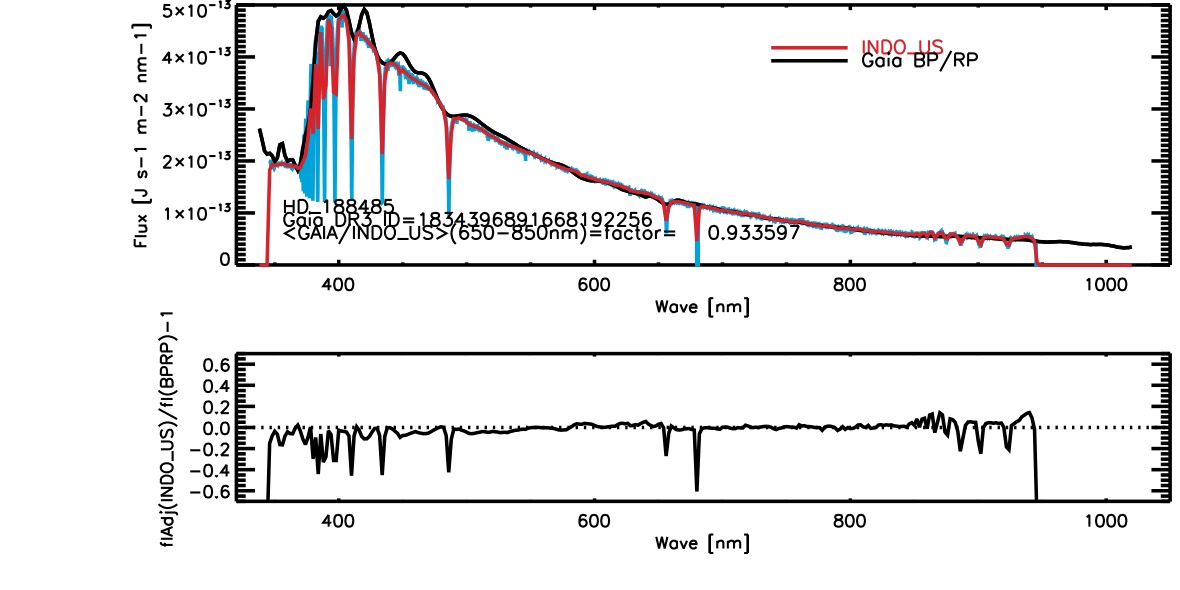 5×10−13
4×10−13
3×10−13
2×10−13
1×10−13
0
Flux [J s−1 m−2 nm−1]
INDO_US
Gaia BP/RP
HD 188485
Gaia DR3 ID=1834396891668192256
<GAIA/INDO_US>(650−850nm)=factor= 0.933597
400 600 800 1000
Wave [nm]
flAdj(INDO_US)/fl(BPRP)−1
0.6
0.4
0.2
0.0
−0.2
−0.4
−0.6
400 600 800 1000
Wave [nm]